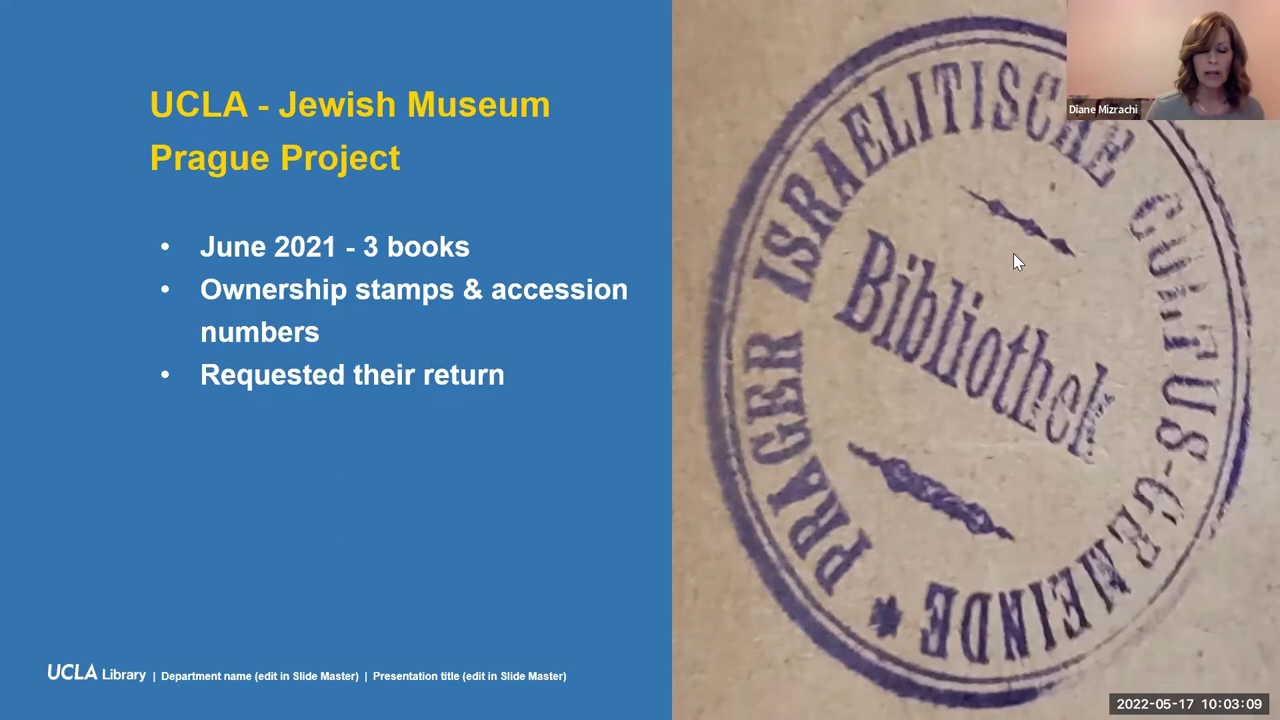 UCLA - Jewish Museum
Prague Project
• June 2021 - 3 books
• Ownership stamps & accession
numbers
• Requested their return
UCLA Library | Department name (edit in Slide Master) | Presentation title (edit in Slide Master)
PRAGER ISRAELITISCHE CULTUS-GEMEINDE *
Bibliothek
Diane Mizrachi
2022-05-17 10:03:09